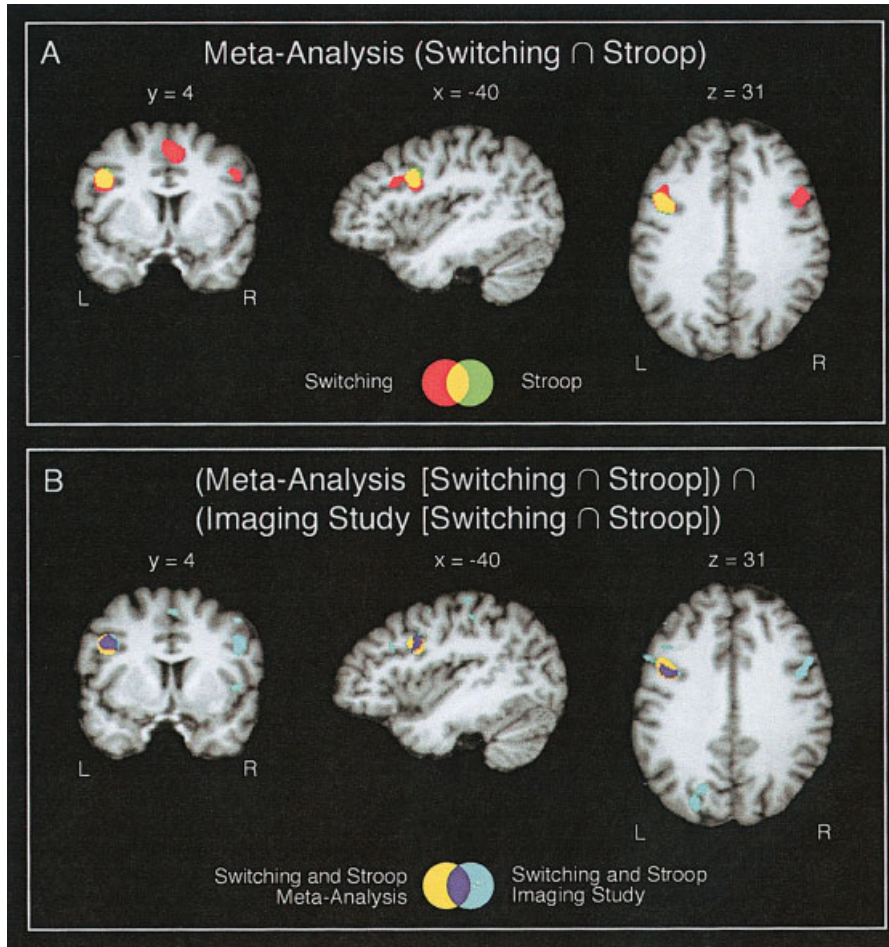 A
Meta-Analysis (Switching ∩ Stroop)
y = 4
x = -40
z = 31
L
R
L
R
Switching
Stroop
B
(Meta-Analysis [Switching ∩ Stroop]) ∩
(Imaging Study [Switching ∩ Stroop])
y = 4
x = -40
z = 31
L
R
L
R
Switching and Stroop
Meta-Analysis
Switching and Stroop
Imaging Study